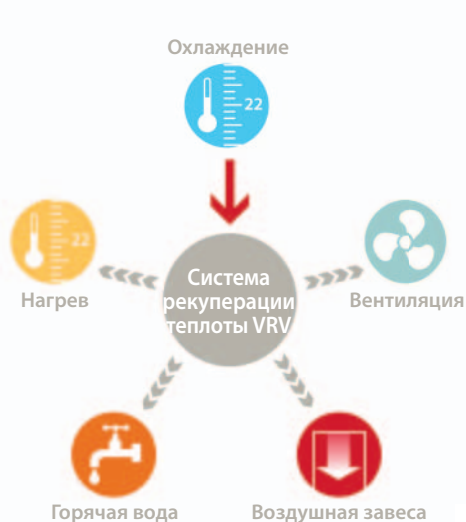 Охлаждение
22
22
Нагрев
Система
рекуперации
теплоты VRV
Вентиляция
Горячая вода
Воздушная завеса